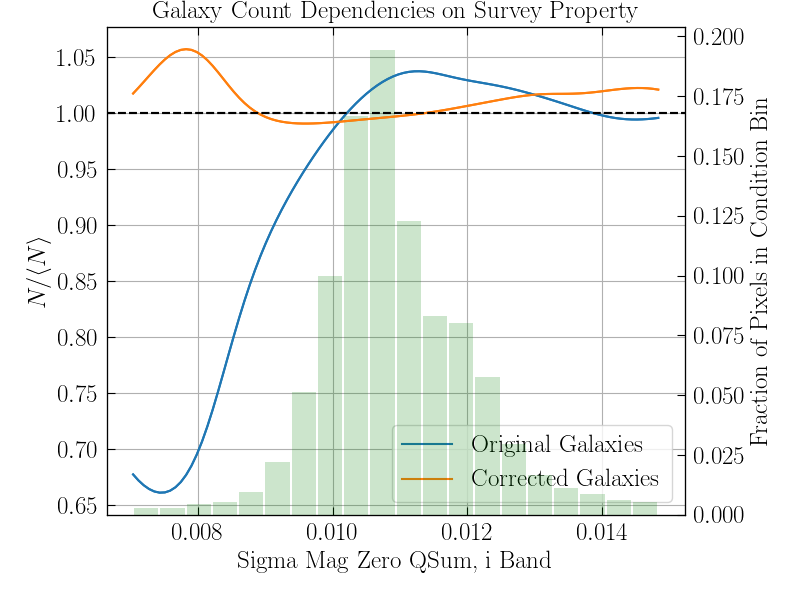 Galaxy Count Dependencies on Survey Property
1.05
1.00
0.95
0.90
0.85
0.80
0.75
0.70
0.65
N/⟨N⟩
0.200
0.175
0.150
0.125
0.100
0.075
0.050
0.025
0.000
Fraction of Pixels in Condition Bin
Original Galaxies
Corrected Galaxies
0.008 0.010 0.012 0.014
Sigma Mag Zero QSum, i Band